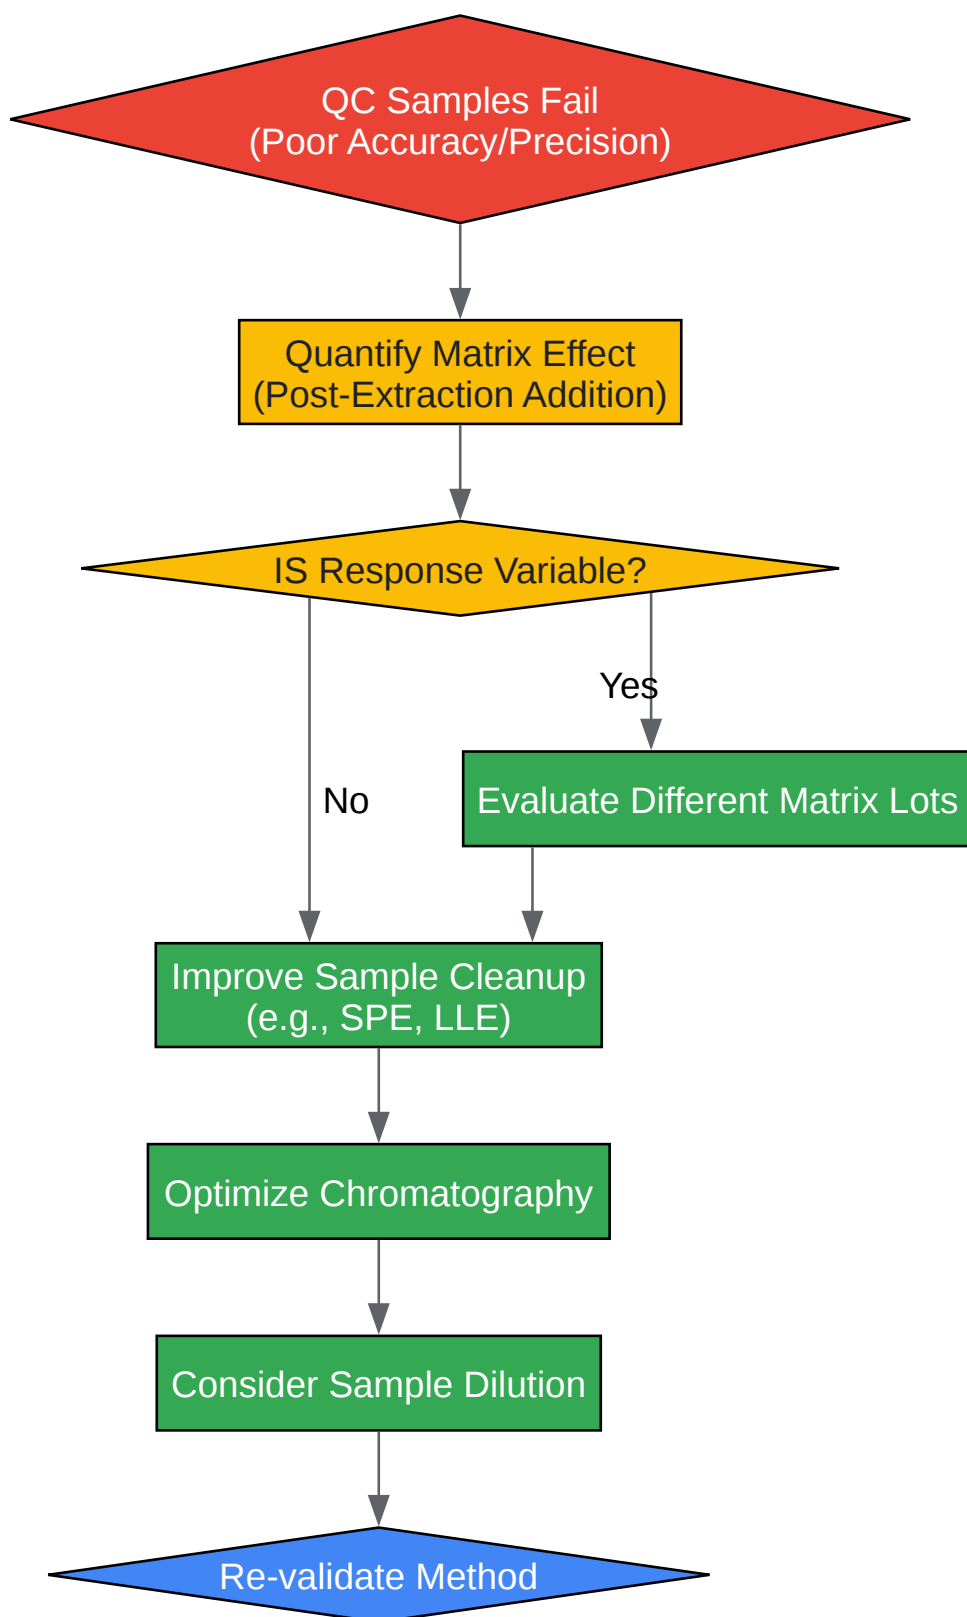 QC Samples Fail
(Poor Accuracy/Precision)
Quantify Matrix Effect
(Post-Extraction Addition)
IS Response Variable?
Yes
No
Evaluate Different Matrix Lots
Improve Sample Cleanup
(e.g., SPE, LLE)
Optimize Chromatography
Consider Sample Dilution
Re-validate Method